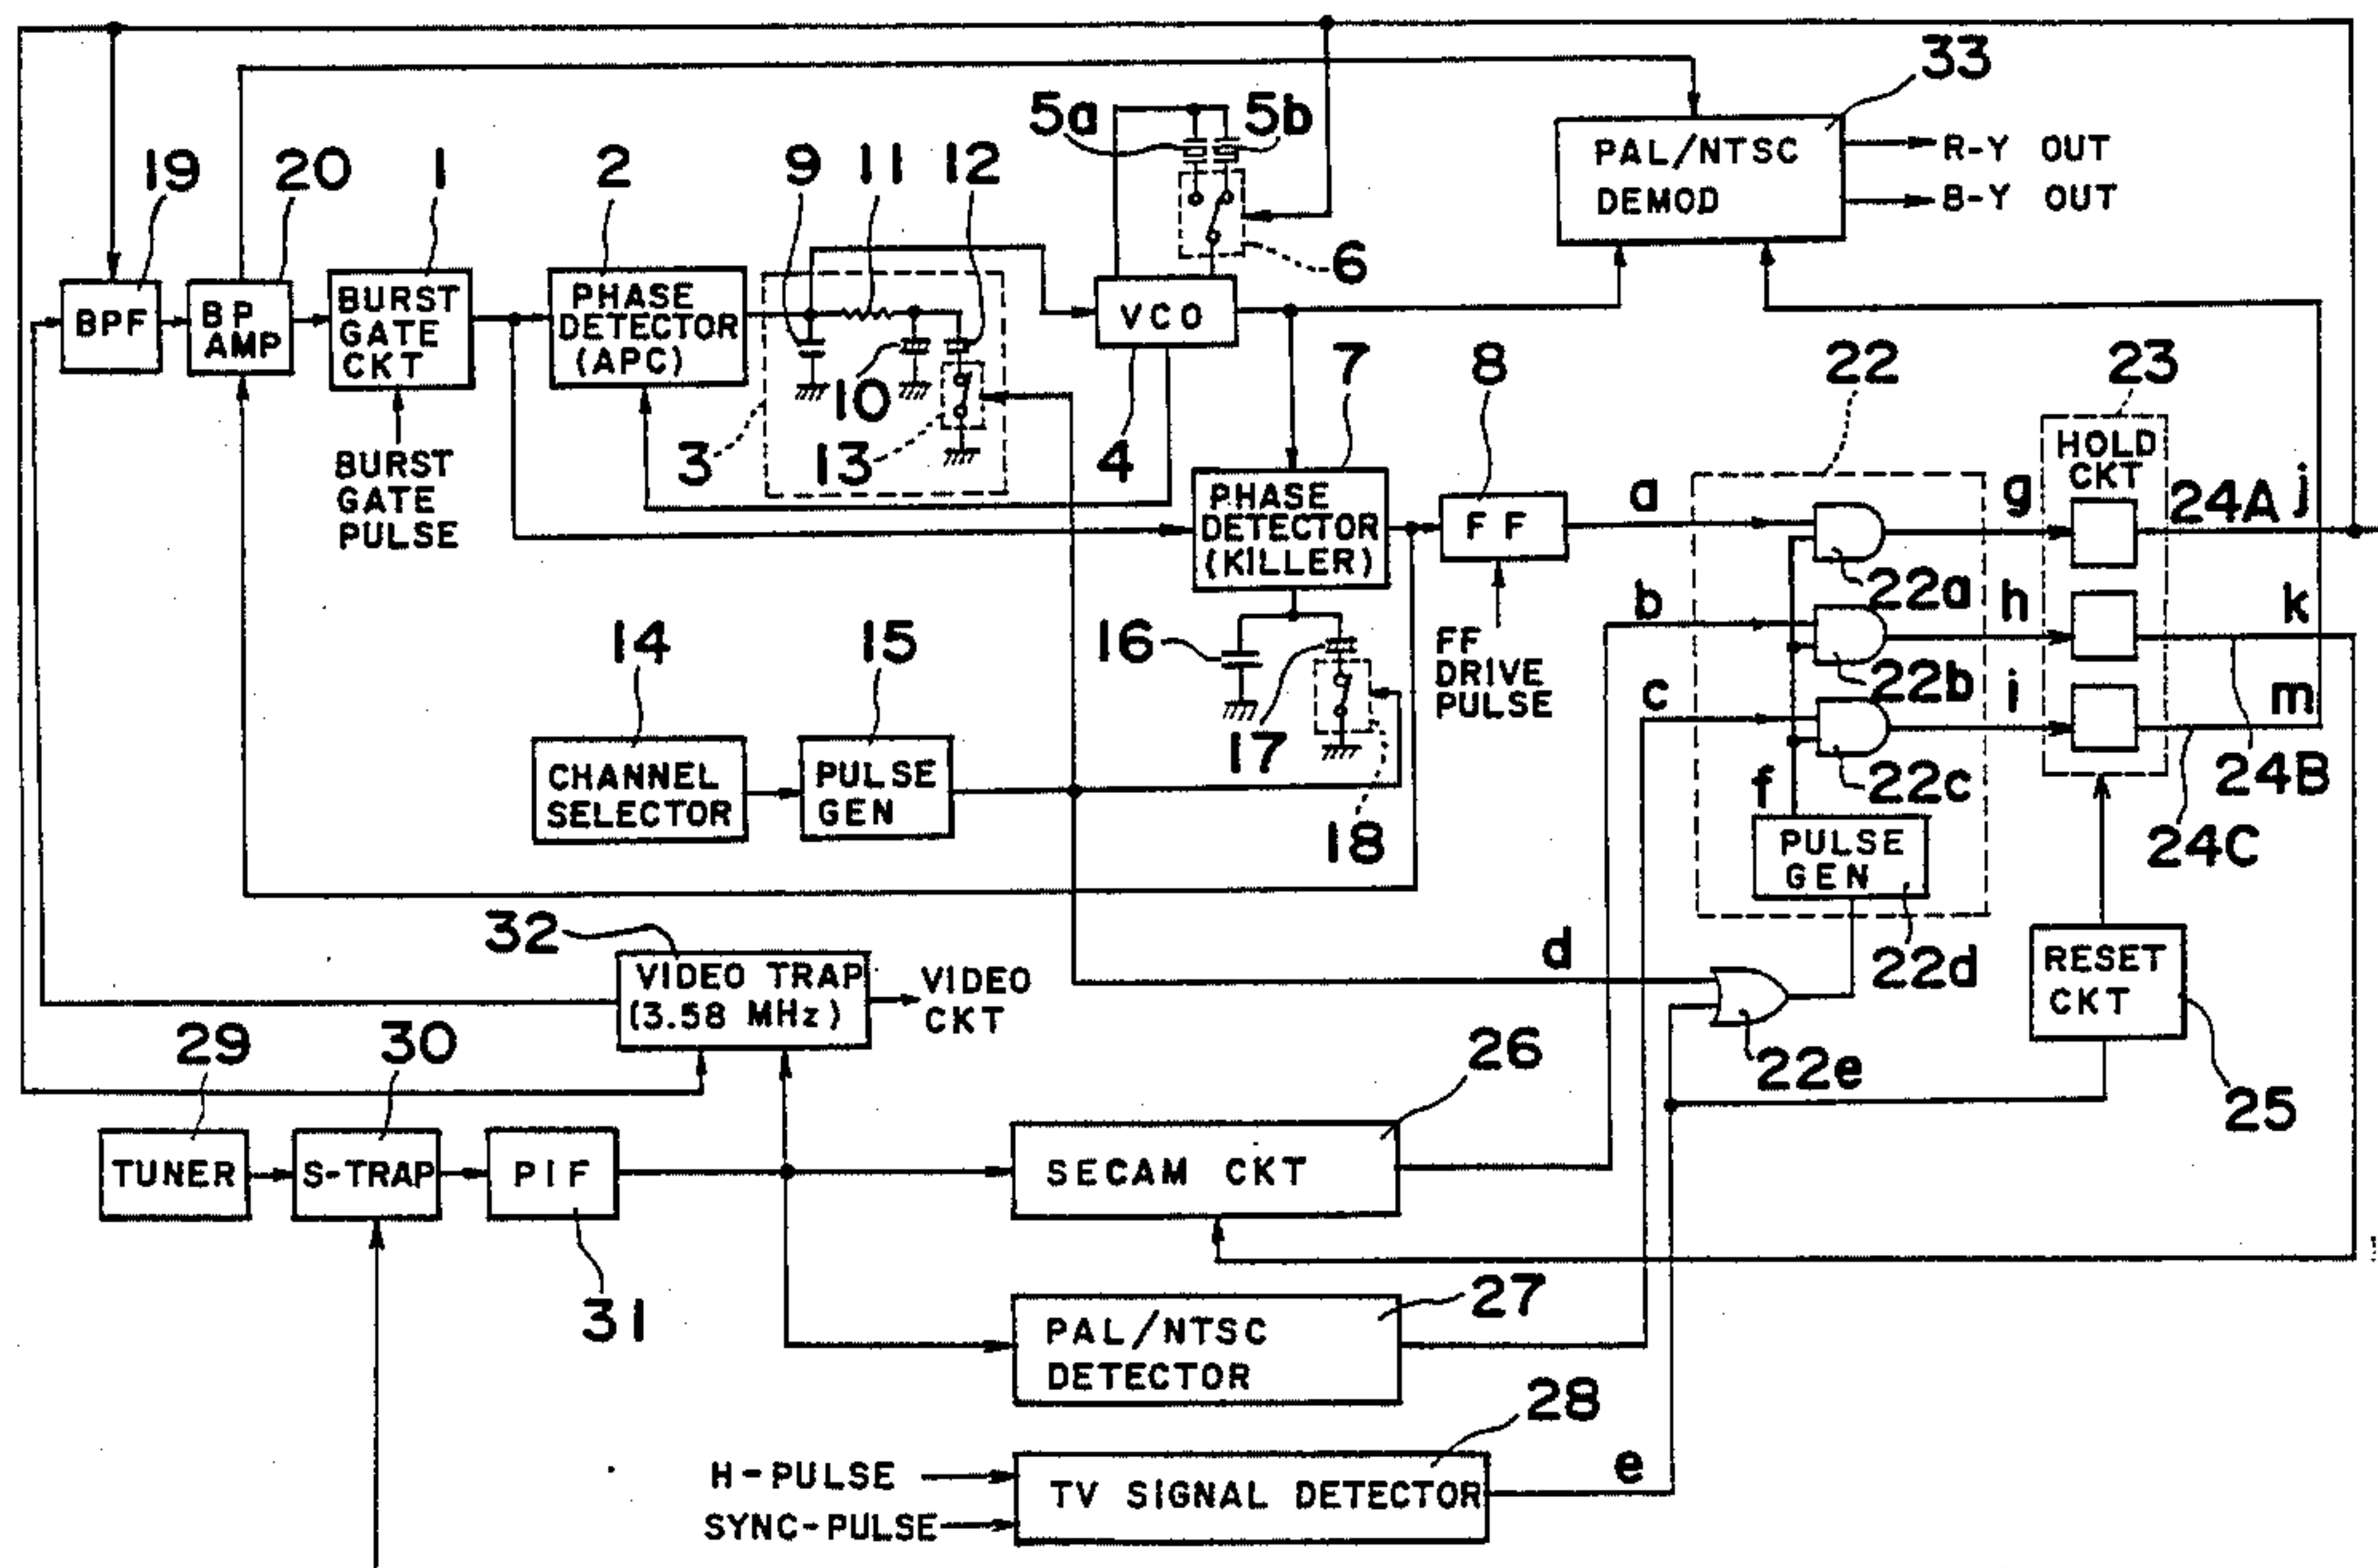 33
5a
5b
PAL/NTSC
DEMOD
R-Y OUT
B-Y OUT
19
20
1
2
9
11
12
6
BPF
BP
AMP
BURST
GATE
CKT
PHASE
DETECTOR
(APC)
VCO
10
3
13
4
7
8
22
23
BURST
GATE
PULSE
PHASE
DETECTOR
(KILLER)
FF
a
g
HOLD
CKT
24A
j
22a
b
h
k
14
15
16
FF
DRIVE
PULSE
22b
c
i
m
17
CHANNEL
SELECTOR
PULSE
GEN
18
f
22c
24B
PULSE
GEN
24C
32
VIDEO TRAP
(3.58 MHz)
VIDEO
CKT
d
22d
RESET
CKT
29
30
26
22e
25
TUNER
S-TRAP
PIF
SECAM CKT
31
27
PAL/NTSC
DETECTOR
28
H-PULSE
SYNC-PULSE
TV SIGNAL DETECTOR
e